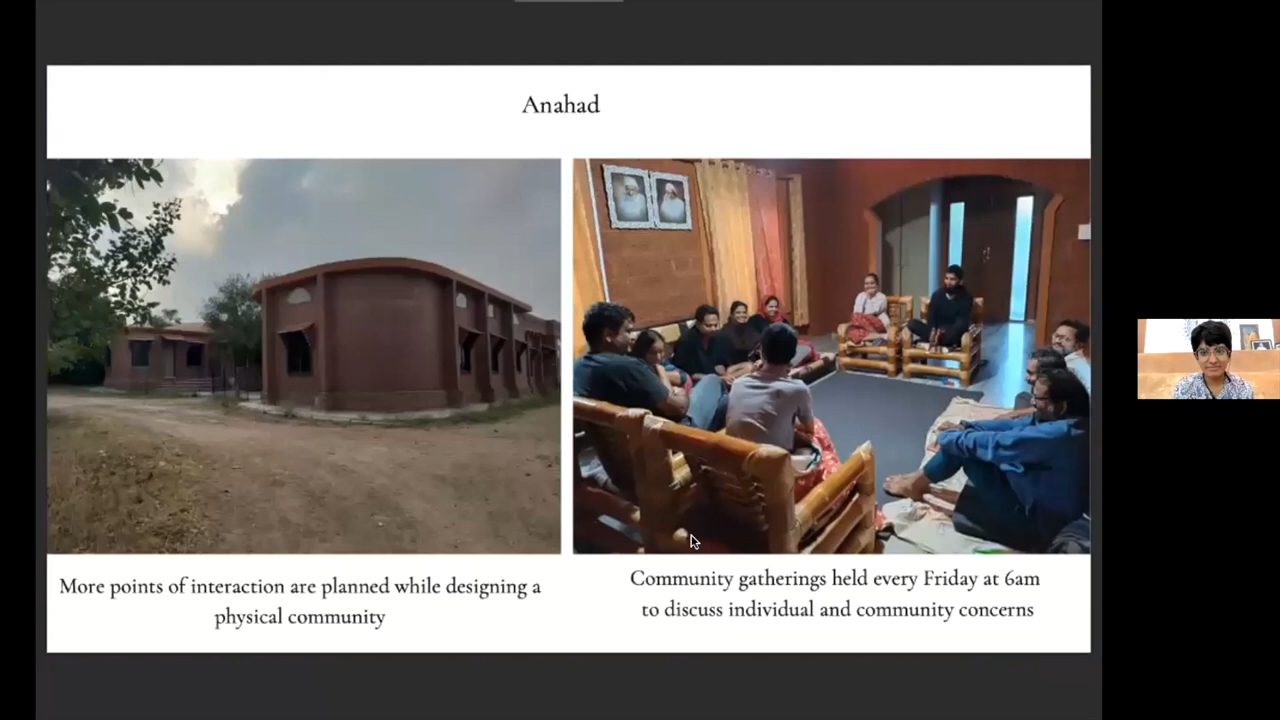 Anahad
More points of interaction are planned while designing a
physical community
Community gatherings held every Friday at 6am
to discuss individual and community concerns